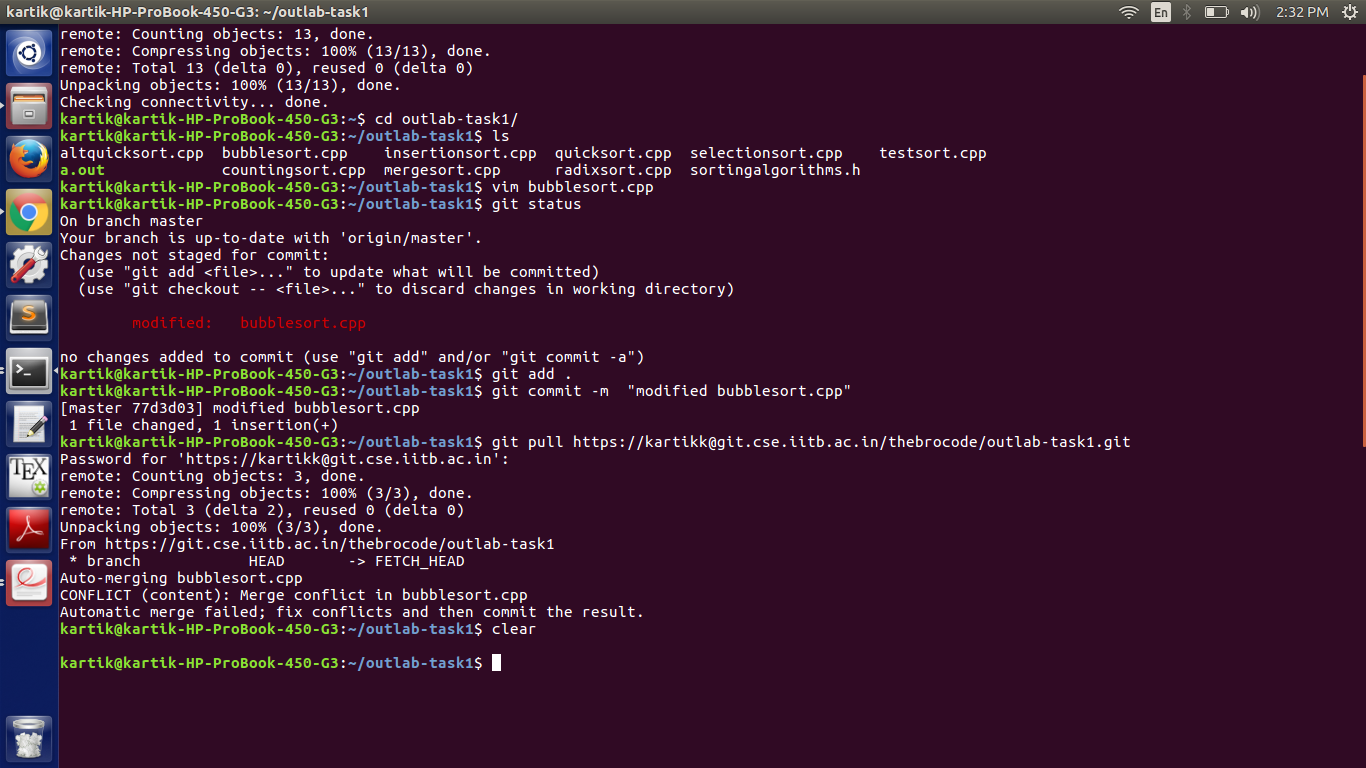 kartik@kartik-HP-ProBook-450-G3: ~/outlab-task1
En
2:32 PM
remote: Counting objects: 13, done.
remote: Compressing objects: 100% (13/13), done.
remote: Total 13 (delta 0), reused 0 (delta 0)
Unpacking objects: 100% (13/13), done.
Checking connectivity... done.
kartik@kartik-HP-ProBook-450-G3:~$ cd outlab-task1/
kartik@kartik-HP-ProBook-450-G3:~/outlab-task1$ ls
altquicksort.cpp  bubblesort.cpp    insertionsort.cpp  quicksort.cpp  selectionsort.cpp    testsort.cpp
a.out             countingsort.cpp  mergesort.cpp      radixsort.cpp  sortingalgorithms.h
kartik@kartik-HP-ProBook-450-G3:~/outlab-task1$ vim bubblesort.cpp
kartik@kartik-HP-ProBook-450-G3:~/outlab-task1$ git status
On branch master
Your branch is up-to-date with 'origin/master'.
Changes not staged for commit:
  (use "git add <file>..." to update what will be committed)
  (use "git checkout -- <file>..." to discard changes in working directory)
        modified:   bubblesort.cpp
no changes added to commit (use "git add" and/or "git commit -a")
kartik@kartik-HP-ProBook-450-G3:~/outlab-task1$ git add .
kartik@kartik-HP-ProBook-450-G3:~/outlab-task1$ git commit -m  "modified bubblesort.cpp"
[master 77d3d03] modified bubblesort.cpp
 1 file changed, 1 insertion(+)
kartik@kartik-HP-ProBook-450-G3:~/outlab-task1$ git pull https://kartikk@git.cse.iitb.ac.in/thebrocode/outlab-task1.git
Password for 'https://kartikk@git.cse.iitb.ac.in':
remote: Counting objects: 3, done.
remote: Compressing objects: 100% (3/3), done.
remote: Total 3 (delta 2), reused 0 (delta 0)
Unpacking objects: 100% (3/3), done.
From https://git.cse.iitb.ac.in/thebrocode/outlab-task1
 * branch            HEAD       -> FETCH_HEAD
Auto-merging bubblesort.cpp
CONFLICT (content): Merge conflict in bubblesort.cpp
Automatic merge failed; fix conflicts and then commit the result.
kartik@kartik-HP-ProBook-450-G3:~/outlab-task1$ clear
kartik@kartik-HP-ProBook-450-G3:~/outlab-task1$
S
>_
TEX